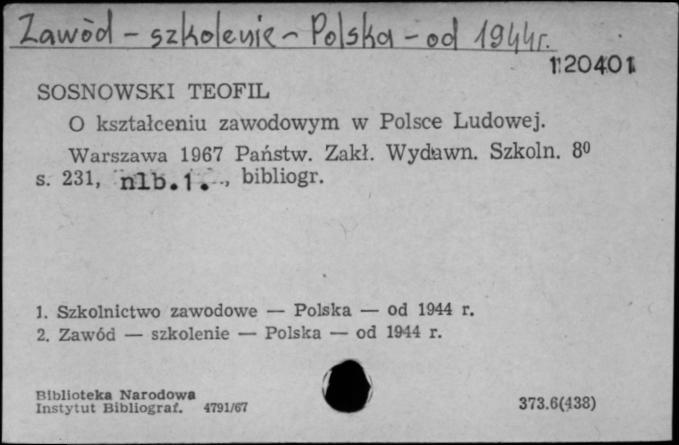 Zawód - szkolenie - Polska - od 1944r.
120401
SOSNOWSKI TEOFIL
O kształceniu zawodowym w Polsce Ludowej.
Warszawa 1967 Państw. Zakł. Wydawn. Szkoln. 8⁰
s. 231, nlb.1., bibliogr.
1. Szkolnictwo zawodowe — Polska — od 1944 r.
2. Zawód — szkolenie — Polska — od 1944 r.
Biblioteka Narodowa
Instytut Bibliograf. 4791/67 373.6(438)